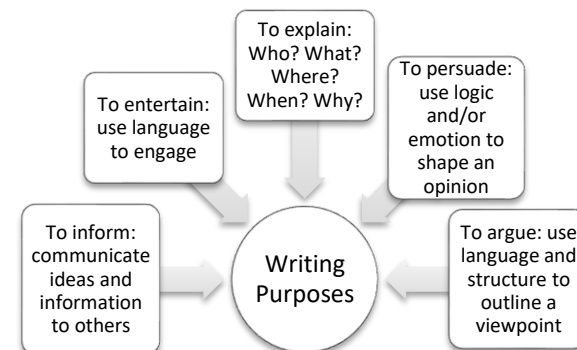 To explain:
Who? What?
Where?
When? Why?
To entertain:
use language
to engage
To persuade:
use logic
and/or
emotion to
shape an
opinion
To inform:
communicate
ideas and
information
to others
Writing
Purposes
To argue: use
language and
structure to
outline a
viewpoint